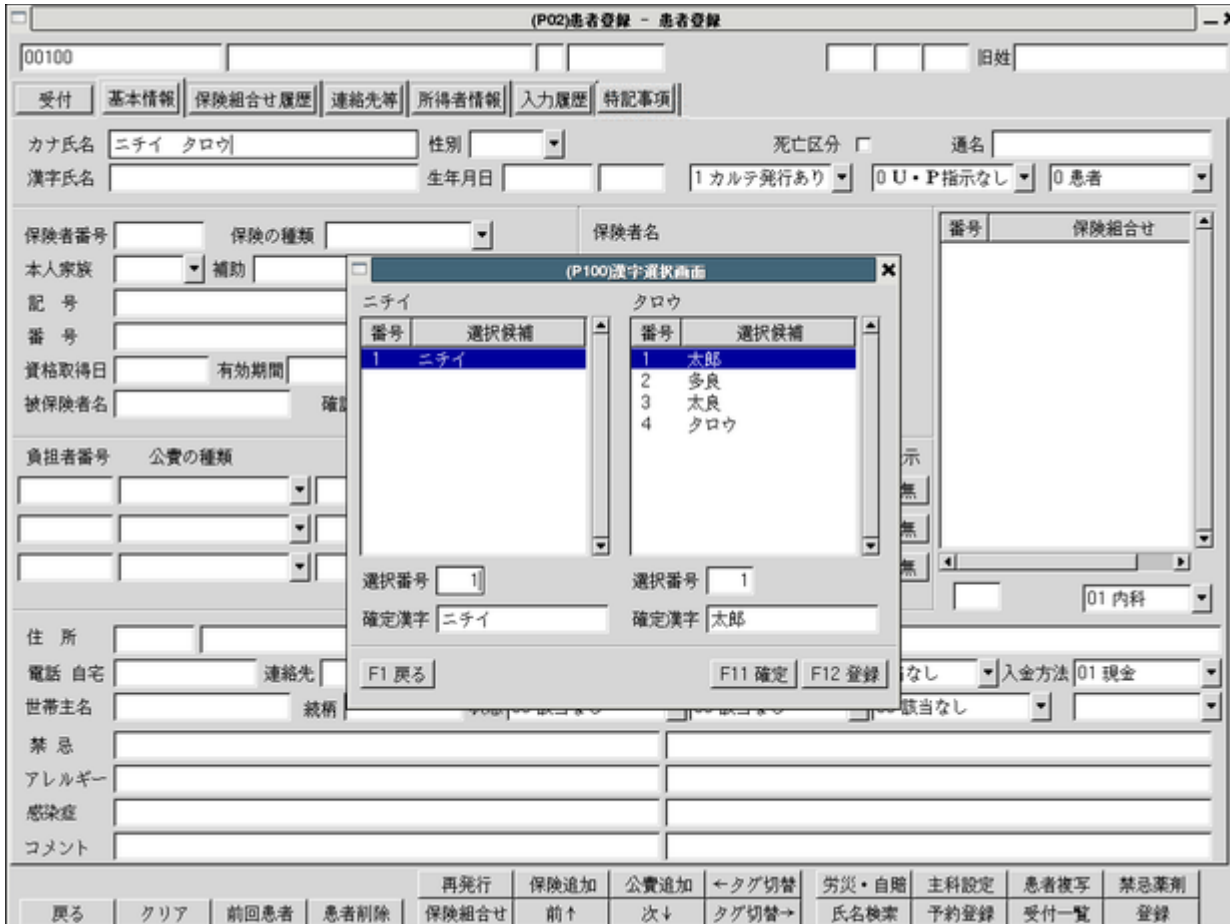 (P02)患者登録 - 患者登録
00100 旧姓
受付 基本情報 保険組合せ履歴 連絡先等 所得者情報 入力履歴 特記事項
カナ氏名 ニチイ タロウ 性別 死亡区分 通名
漢字氏名 生年月日 1 カルテ発行あり 0 U・P指示なし 0 患者
保険者番号 保険の種類 保険者名 番号 保険組合せ
本人家族 補助
記 号
番 号
資格取得日 有効期間
被保険者名
負担者番号 公費の種類
無
無
無
01 内科
(P100)漢字選択画面
ニチイ タロウ
番号 選択候補 番号 選択候補
1 ニチイ 1 太郎
2 多良
3 太良
4 タロウ
選択番号 1 選択番号 1
確定漢字 ニチイ 確定漢字 太郎
F1 戻る F11 確定 F12 登録
住 所
電話 自宅 連絡先 なし 入金方法 01 現金
世帯主名 続柄 該当なし
禁 忌
アレルギー
感染症
コメント
再発行 保険追加 公費追加 ←タグ切替 労災・自賠 主科設定 患者複写 禁忌薬剤
戻る クリア 前回患者 患者削除 保険組合せ 前↑ 次↓ タグ切替→ 氏名検索 予約登録 受付一覧 登録